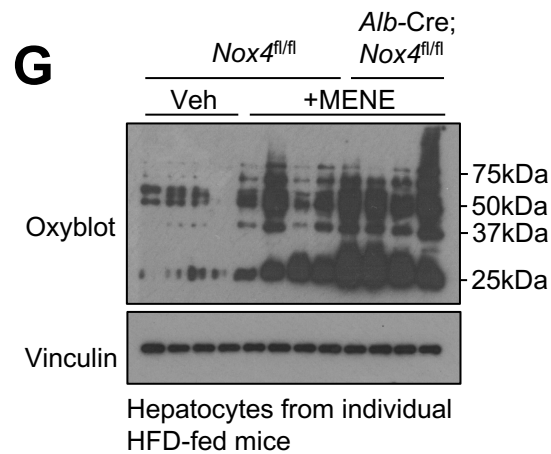 G
Nox4fl/fl
Alb-Cre;
Nox4fl/fl
Veh
+MENE
Oxyblot
75kDa
50kDa
37kDa
25kDa
Vinculin
Hepatocytes from individual
HFD-fed mice